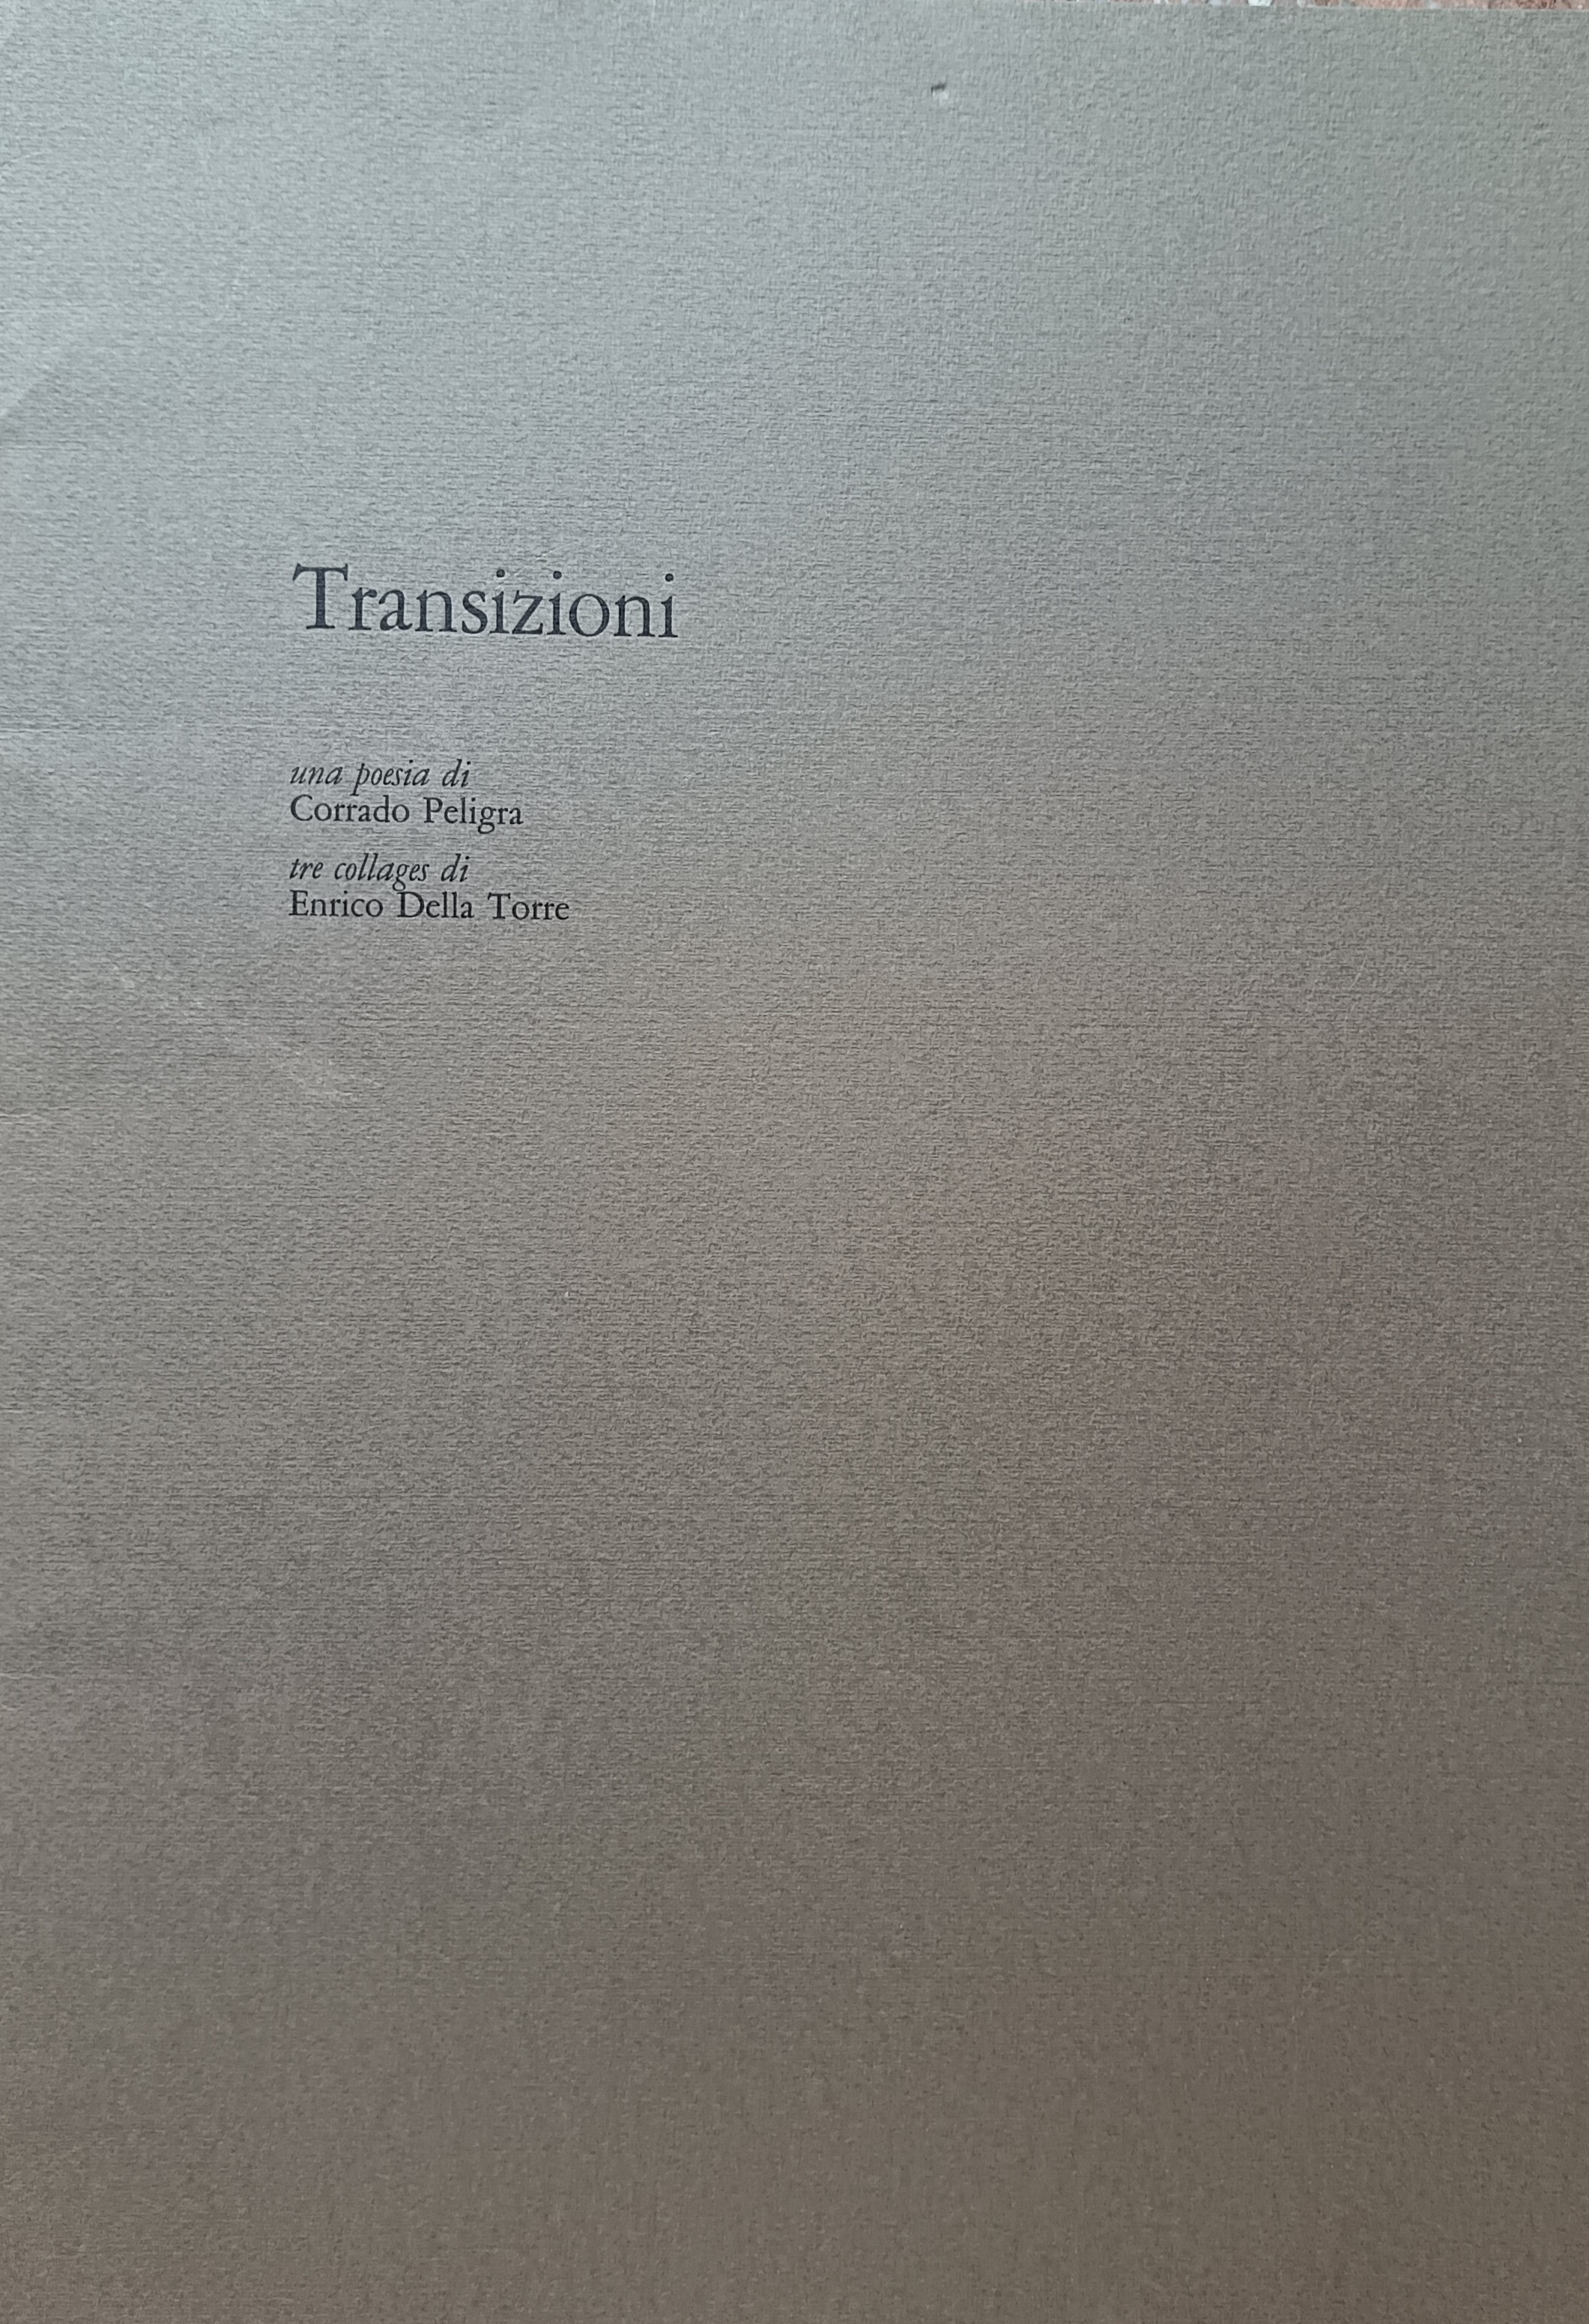 Transizioni
una poesia di
Corrado Peligra
tre collages di
Enrico Della Torre